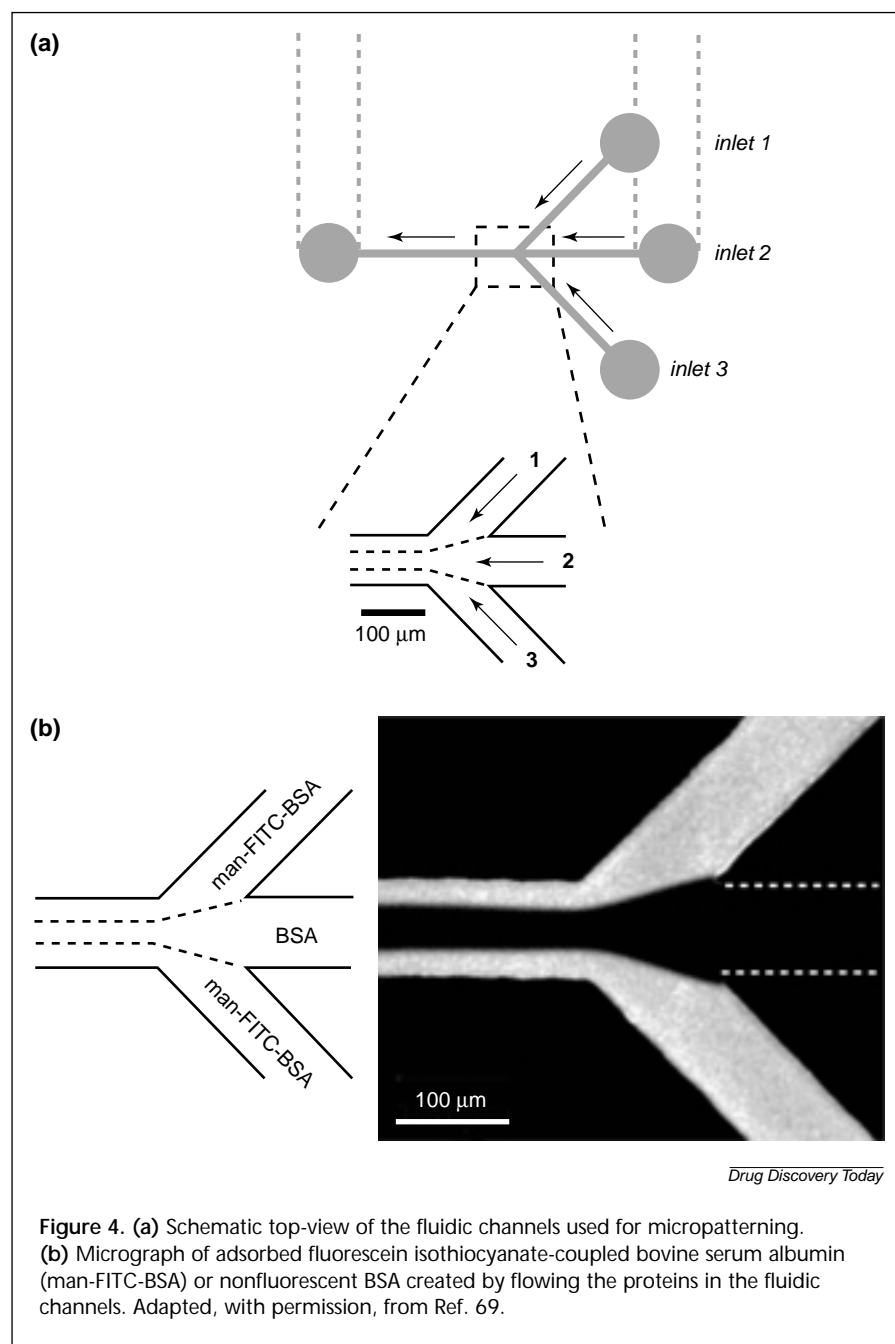 (a)
inlet 1
inlet 2
inlet 3
1
2
100 μm
3
(b)
man-FITC-BSA
BSA
man-FITC-BSA
100 μm
Drug Discovery Today
Figure 4. (a) Schematic top-view of the fluidic channels used for micropatterning.
(b) Micrograph of adsorbed fluorescein isothiocyanate-coupled bovine serum albumin
(man-FITC-BSA) or nonfluorescent BSA created by flowing the proteins in the fluidic
channels. Adapted, with permission, from Ref. 69.